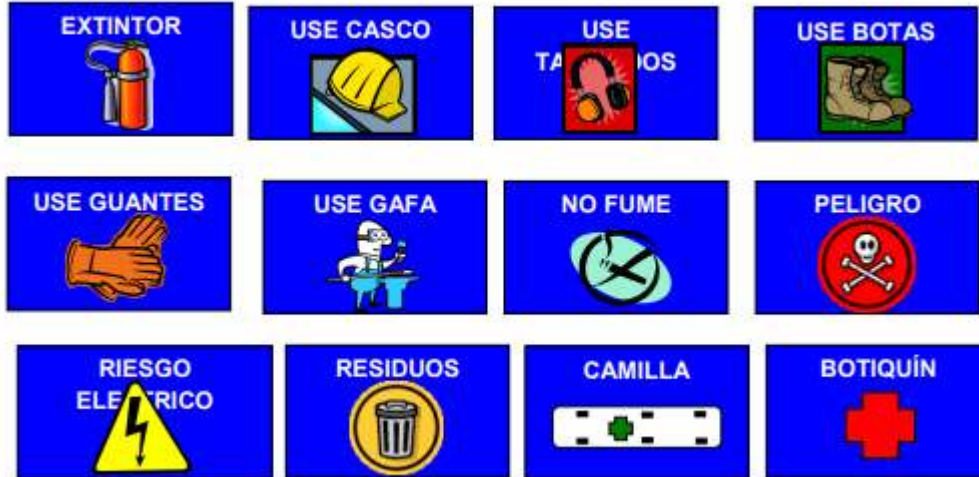 EXTINTOR
USE CASCO
USE
USE BOTAS
USE GUANTES
USE GAFA
NO FUME
PELIGRO
RIESGO
RESIDUOS
CAMILLA
BOTIQUÍN